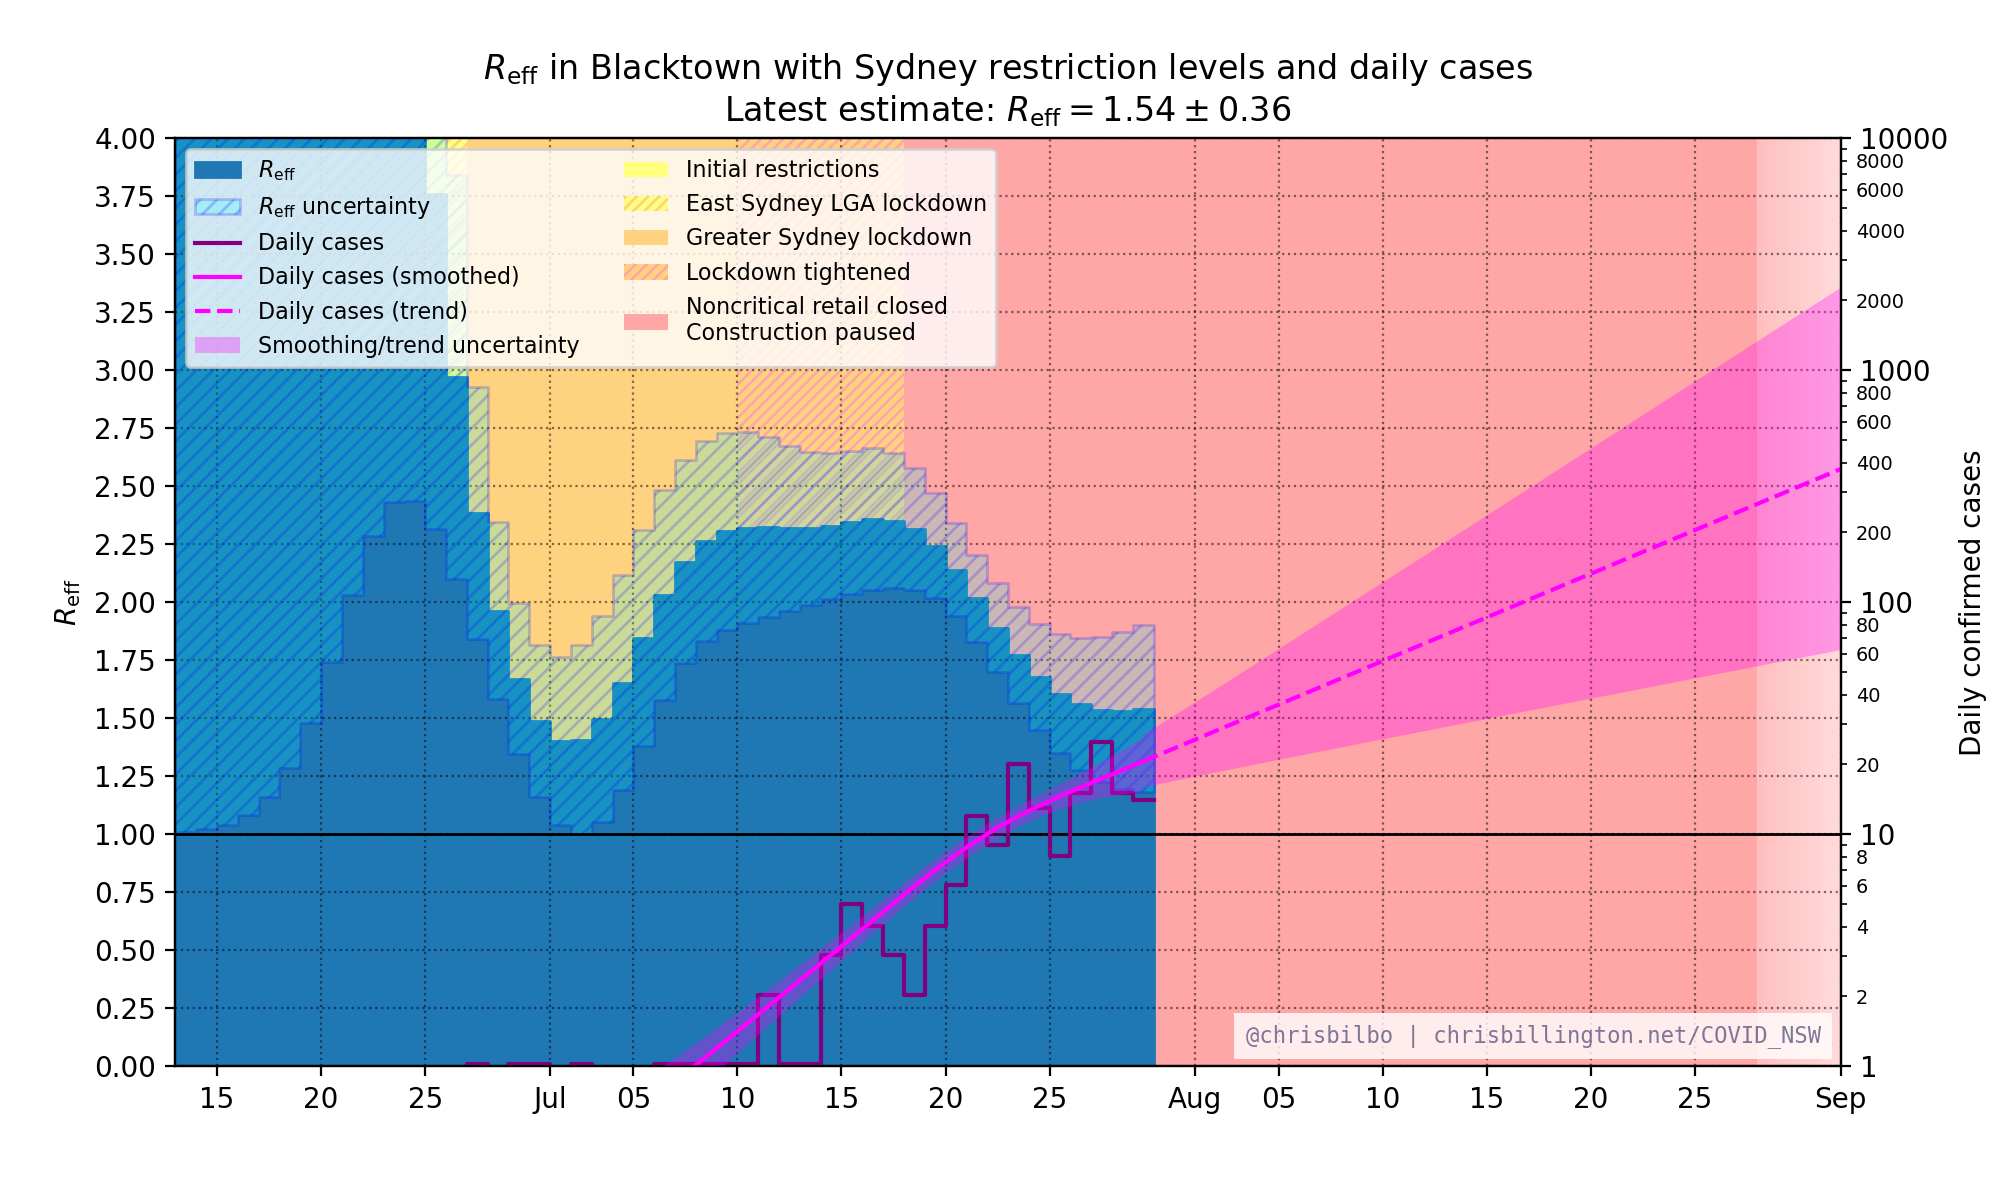 R_eff in Blacktown with Sydney restriction levels and daily cases
Latest estimate: R_eff = 1.54 ± 0.36
4.00
3.75
3.50
3.25
3.00
2.75
2.50
2.25
2.00
1.75
1.50
1.25
1.00
0.75
0.50
0.25
0.00
R_eff
R_eff
R_eff uncertainty
Daily cases
Daily cases (smoothed)
Daily cases (trend)
Smoothing/trend uncertainty
Initial restrictions
East Sydney LGA lockdown
Greater Sydney lockdown
Lockdown tightened
Noncritical retail closed
Construction paused
10000
8000
6000
4000
2000
1000
800
600
400
200
100
80
60
40
20
10
8
6
4
2
1
Daily confirmed cases
@chrisbilbo | chrisbillington.net/COVID_NSW
15 20 25 Jul 05 10 15 20 25 Aug 05 10 15 20 25 Sep